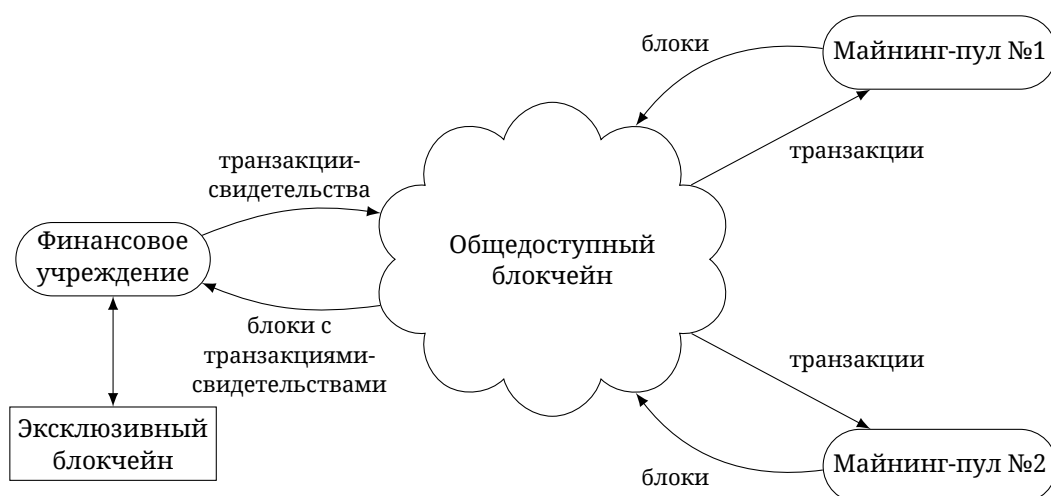 блоки
Майнинг-пул №1
транзакции
транзакции-
свидетельства
Финансовое
учреждение
Общедоступный
блокчейн
блоки с
транзакциями-
свидетельствами
Эксклюзивный
блокчейн
транзакции
блоки
Майнинг-пул №2